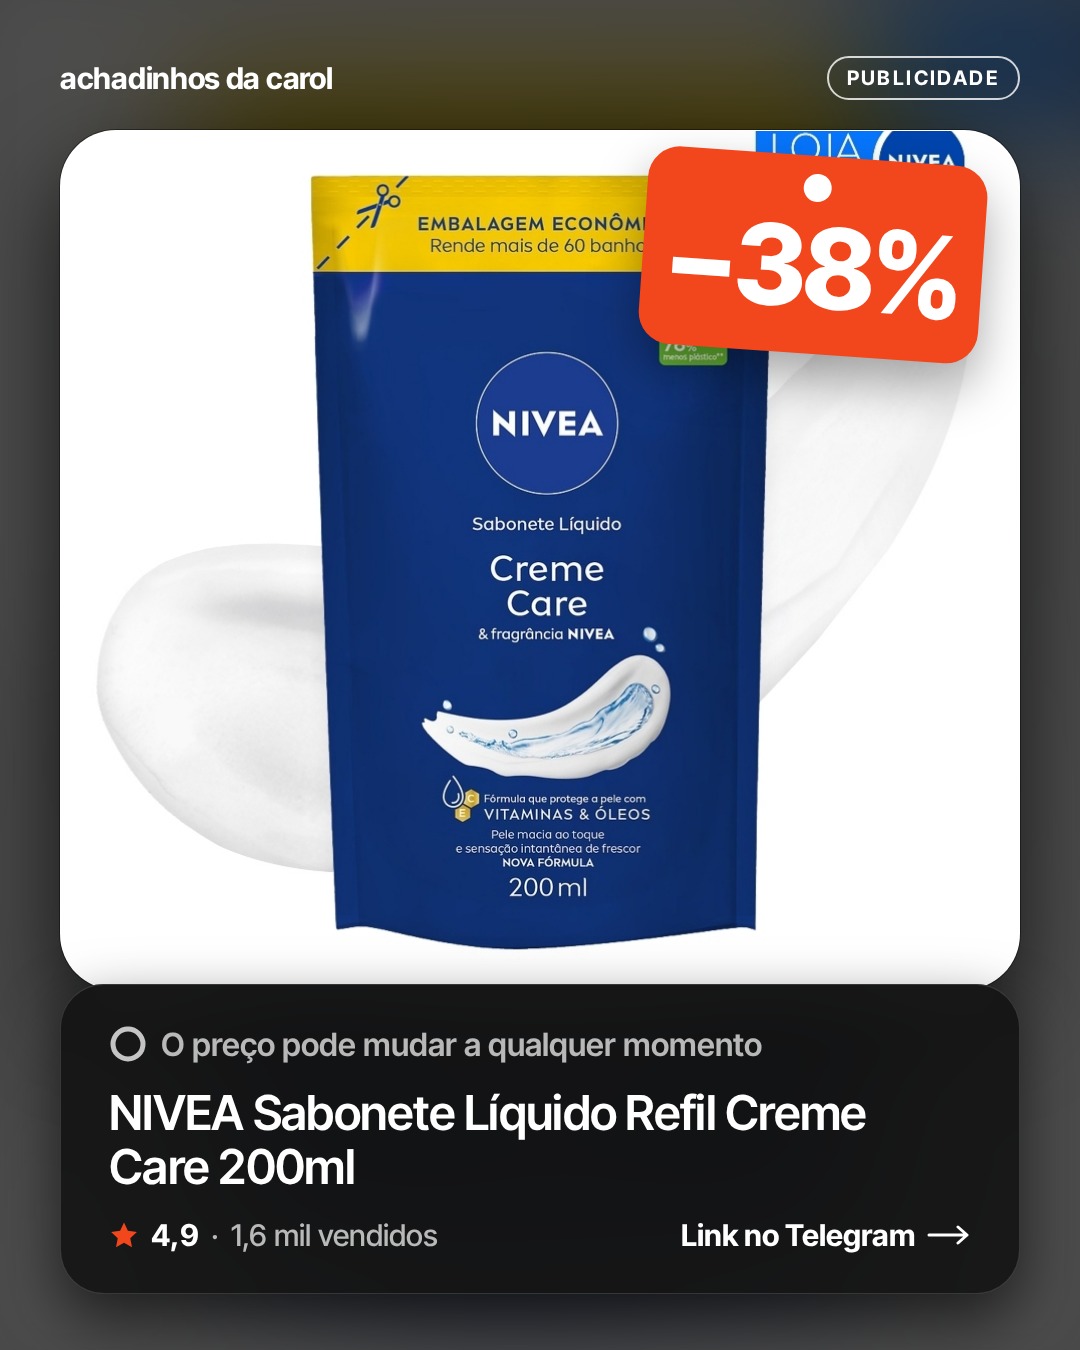 achadinhos da carol
PUBLICIDADE
LOJA
NIVEA
-38%
EMBALAGEM
Rende mais de 60
menos plástico**
NIVEA
Sabonete Líquido
Creme
Care
& fragrância NIVEA
C
E
Fórmula que protege a pele com
VITAMINAS & ÓLEOS
Pele macia ao toque
e sensação intantânea de frescor
NOVA FÓRMULA
200 ml
O preço pode mudar a qualquer momento
NIVEA Sabonete Líquido Refil Creme
Care 200ml
4,9 · 1,6 mil vendidos
Link no Telegram →